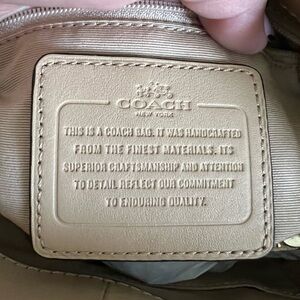 COACH
NEW YORK
THIS IS A COACH BAG. IT WAS HANDCRAFTED
FROM THE FINEST MATERIALS. ITS
SUPERIOR CRAFTSMANSHIP AND ATTENTION
TO DETAIL REFLECT OUR COMMITMENT
TO ENDURING QUALITY.